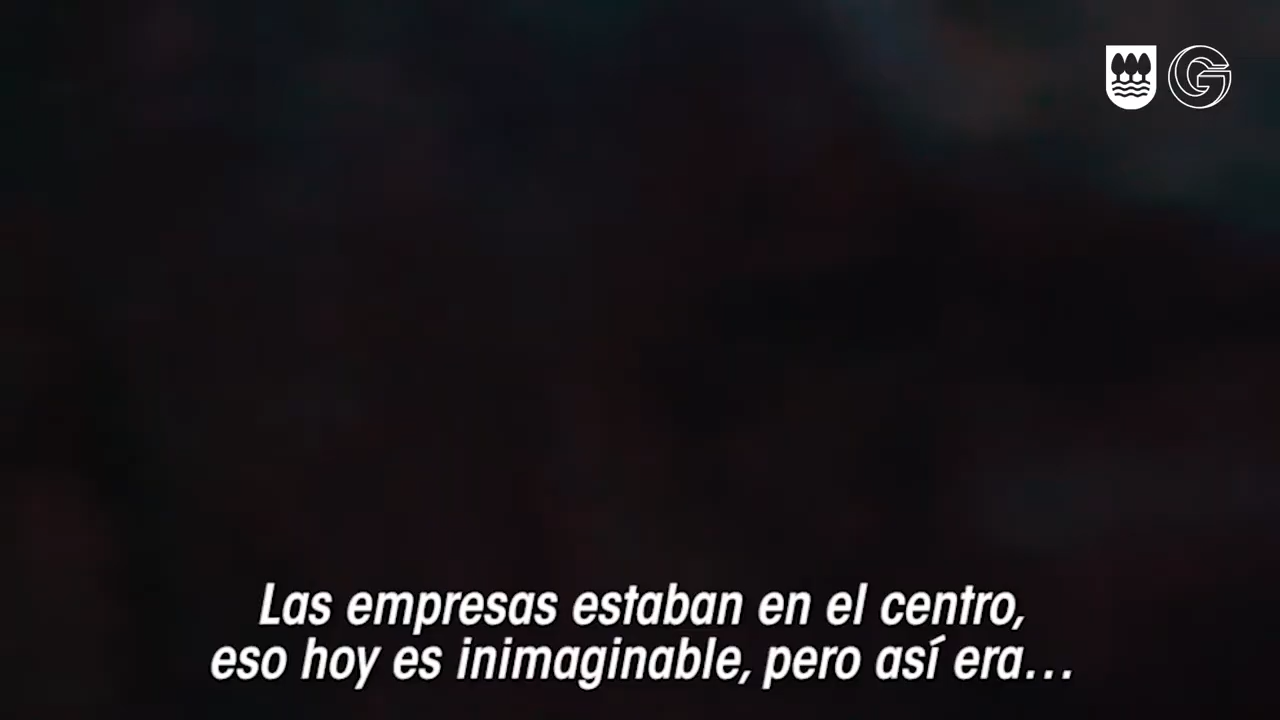 G
Las empresas estaban en el centro,
eso hoy es inimaginable, pero así era...